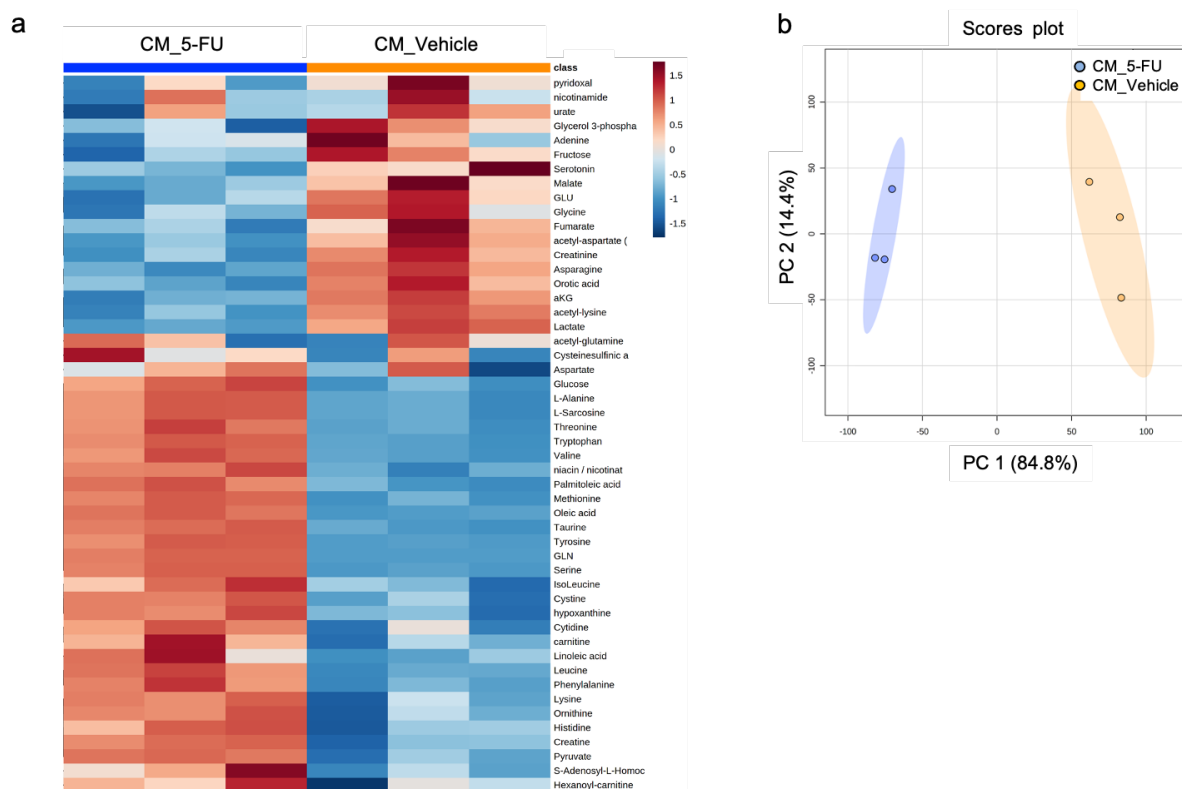 a
CM_5-FU
CM_Vehicle
class
pyridoxal
nicotinamide
urate
Glycerol 3-phospha
Adenine
Fructose
Serotonin
Malate
GLU
Glycine
Fumarate
acetyl-aspartate (
Creatinine
Asparagine
Orotic acid
aKG
acetyl-lysine
Lactate
acetyl-glutamine
Cysteinesulfinic a
Aspartate
Glucose
L-Alanine
L-Sarcosine
Threonine
Tryptophan
Valine
niacin / nicotinat
Palmitoleic acid
Methionine
Oleic acid
Taurine
Tyrosine
GLN
Serine
IsoLeucine
Cystine
hypoxanthine
Cytidine
carnitine
Linoleic acid
Leucine
Phenylalanine
Lysine
Ornithine
Histidine
Creatine
Pyruvate
S-Adenosyl-L-Homoc
Hexanoyl-carnitine
1.5
1
0.5
0
-0.5
-1
-1.5
b
Scores plot
CM_5-FU
CM_Vehicle
PC 2 (14.4%)
100
50
0
-50
-100
-100
-50
0
50
100
PC 1 (84.8%)